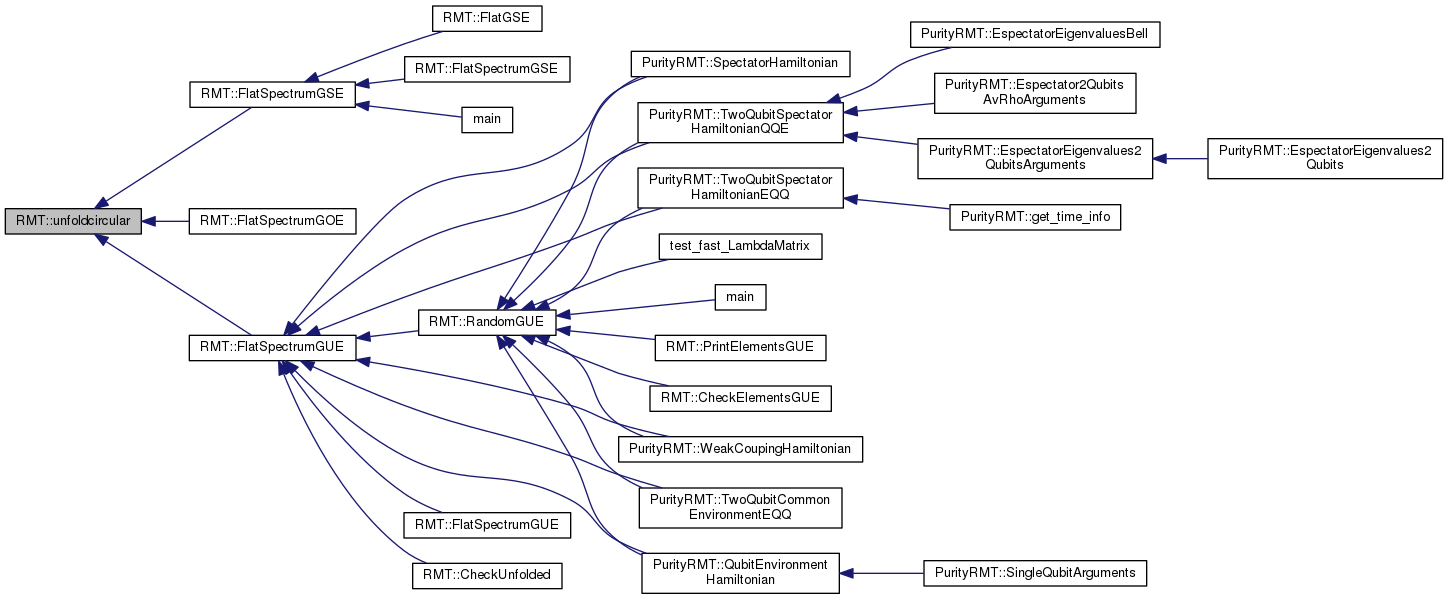 RMT::FlatGSE
RMT::FlatSpectrumGSE
main
RMT::FlatSpectrumGSE
RMT::unfoldcircular
RMT::FlatSpectrumGOE
RMT::FlatSpectrumGUE
PurityRMT::SpectatorHamiltonian
PurityRMT::TwoQubitSpectator
HamiltonianQQE
PurityRMT::TwoQubitSpectator
HamiltonianEQQ
test_fast_LambdaMatrix
main
RMT::RandomGUE
RMT::PrintElementsGUE
RMT::CheckElementsGUE
PurityRMT::WeakCoupingHamiltonian
PurityRMT::TwoQubitCommon
EnvironmentEQQ
RMT::FlatSpectrumGUE
RMT::CheckUnfolded
PurityRMT::QubitEnvironment
Hamiltonian
PurityRMT::EspectatorEigenvaluesBell
PurityRMT::Espectator2Qubits
AvRhoArguments
PurityRMT::EspectatorEigenvalues2
QubitsArguments
PurityRMT::EspectatorEigenvalues2
Qubits
PurityRMT::get_time_info
PurityRMT::SingleQubitArguments